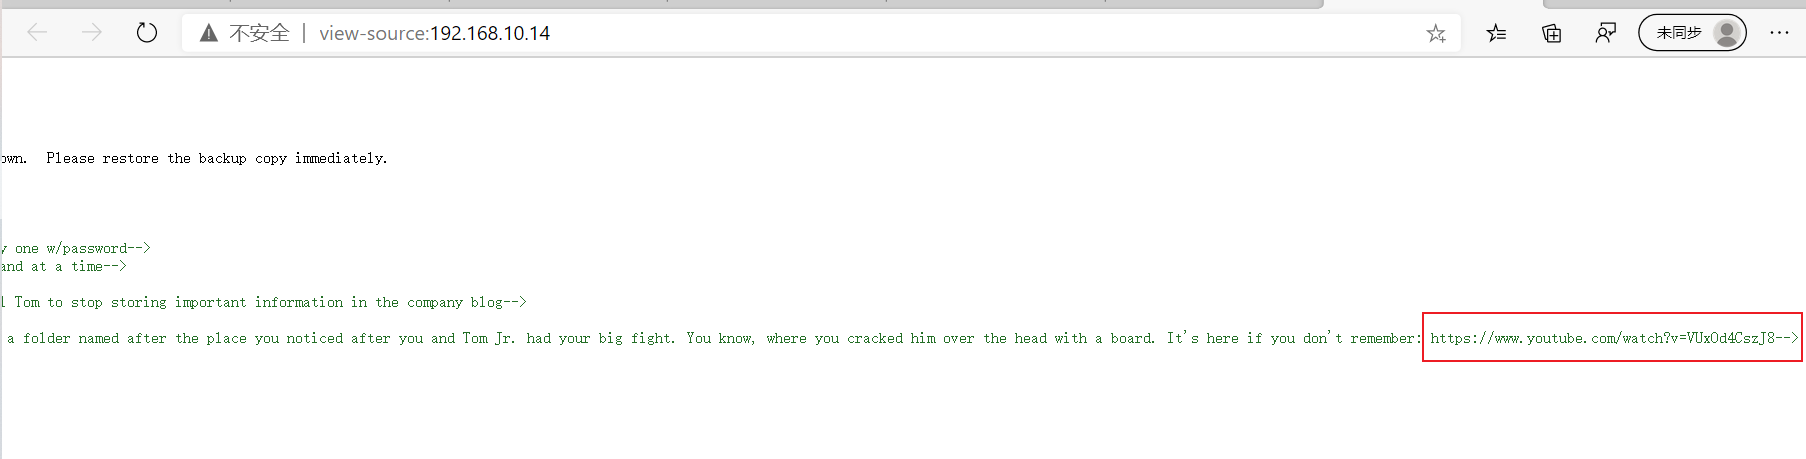 不安全 | view-source:192.168.10.14
未同步
own.  Please restore the backup copy immediately.
y one w/password-->
and at a time-->
l Tom to stop storing important information in the company blog-->
a folder named after the place you noticed after you and Tom Jr. had your big fight. You know, where you cracked him over the head with a board. It's here if you don't remember: https://www.youtube.com/watch?v=VUxOd4CszJ8-->